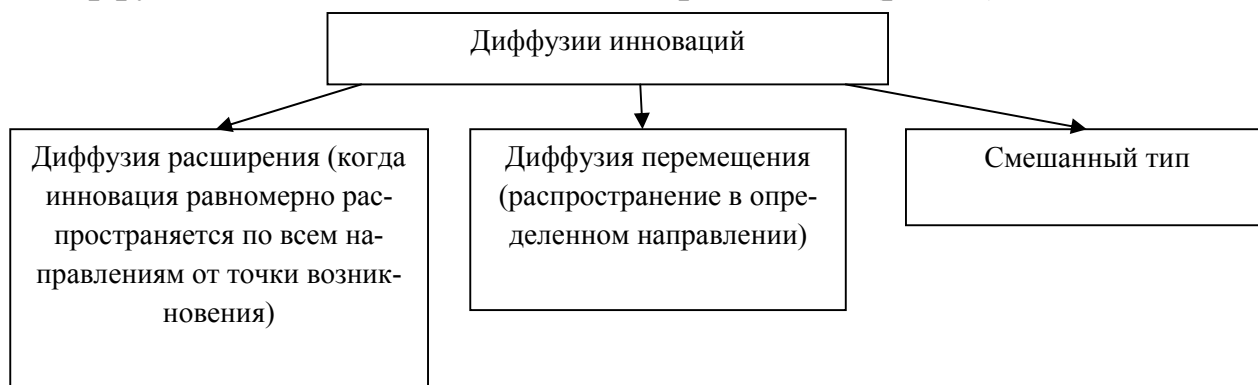 Диффузии инноваций
Диффузия расширения (когда
инновация равномерно рас-
пространяется по всем на-
правлениям от точки возник-
новения)
Диффузия перемещения
(распространение в опре-
деленном направлении)
Смешанный тип